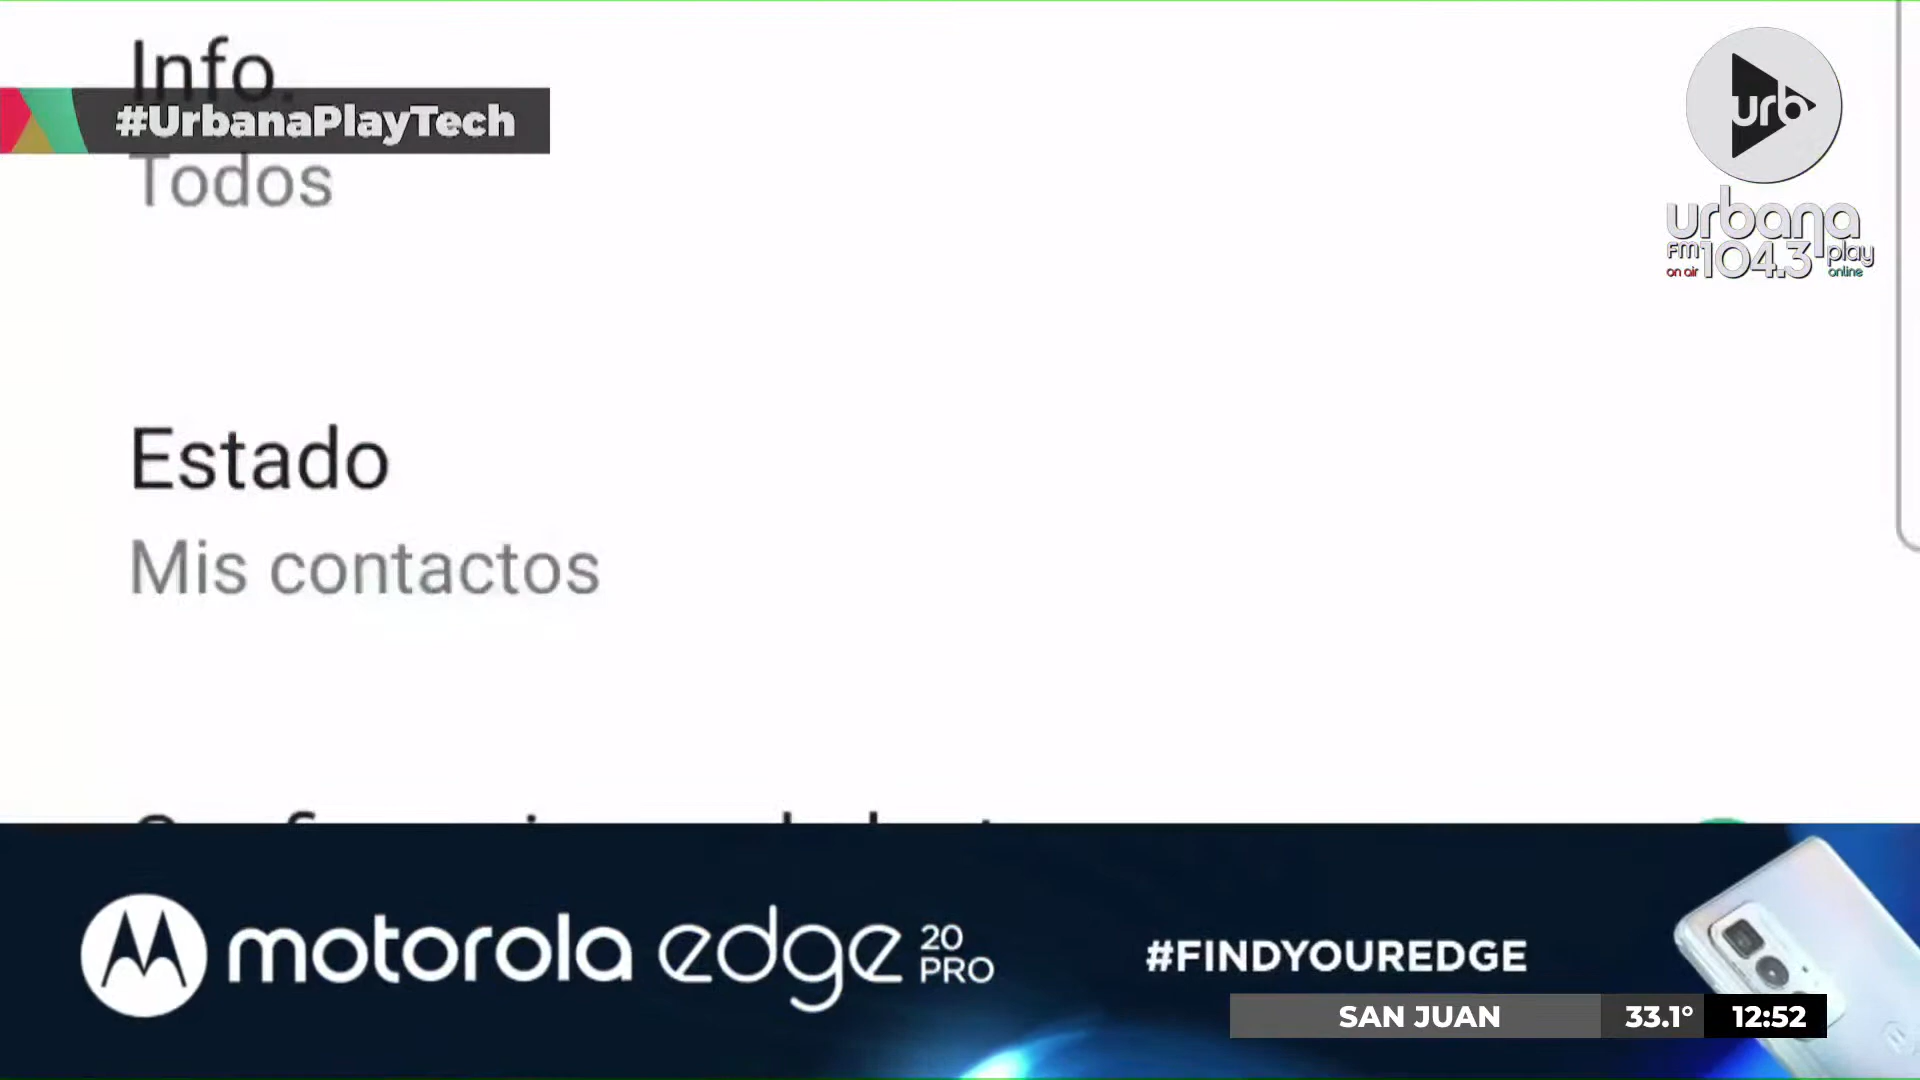 Info.
#UrbanaPlayTech
Todos
urb
urbana
FM 104.3 play
on air online
Estado
Mis contactos
motorola edge 20 PRO
#FINDYOUREDGE
SAN JUAN 33.1° 12:52